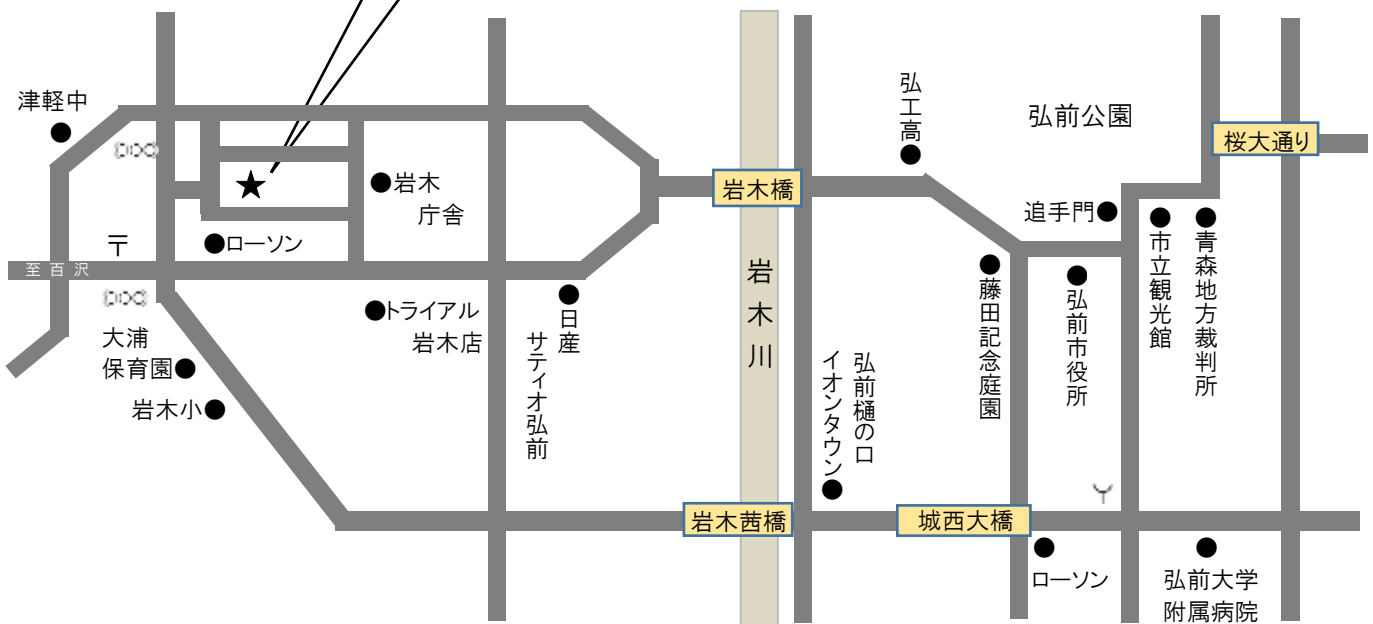 津軽中
〒
至百沢
大浦
保育園
岩木小
ローソン
岩木
庁舎
トライアル
岩木店
日産
サティオ弘前
岩木橋
岩木川
岩木茜橋
弘前樋の口
イオンタウン
弘工高
弘前公園
桜大通り
追手門
市立観光館
青森地方裁判所
藤田記念庭園
弘前市役所
城西大橋
ローソン
弘前大学
附属病院